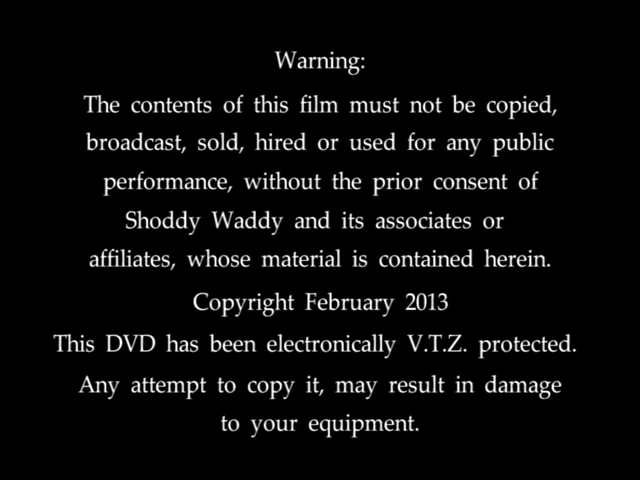 Warning:
The contents of this film must not be copied,
broadcast, sold, hired or used for any public
performance, without the prior consent of
Shoddy Waddy and its associates or
affiliates, whose material is contained herein.
Copyright February 2013
This DVD has been electronically V.T.Z. protected.
Any attempt to copy it, may result in damage
to your equipment.